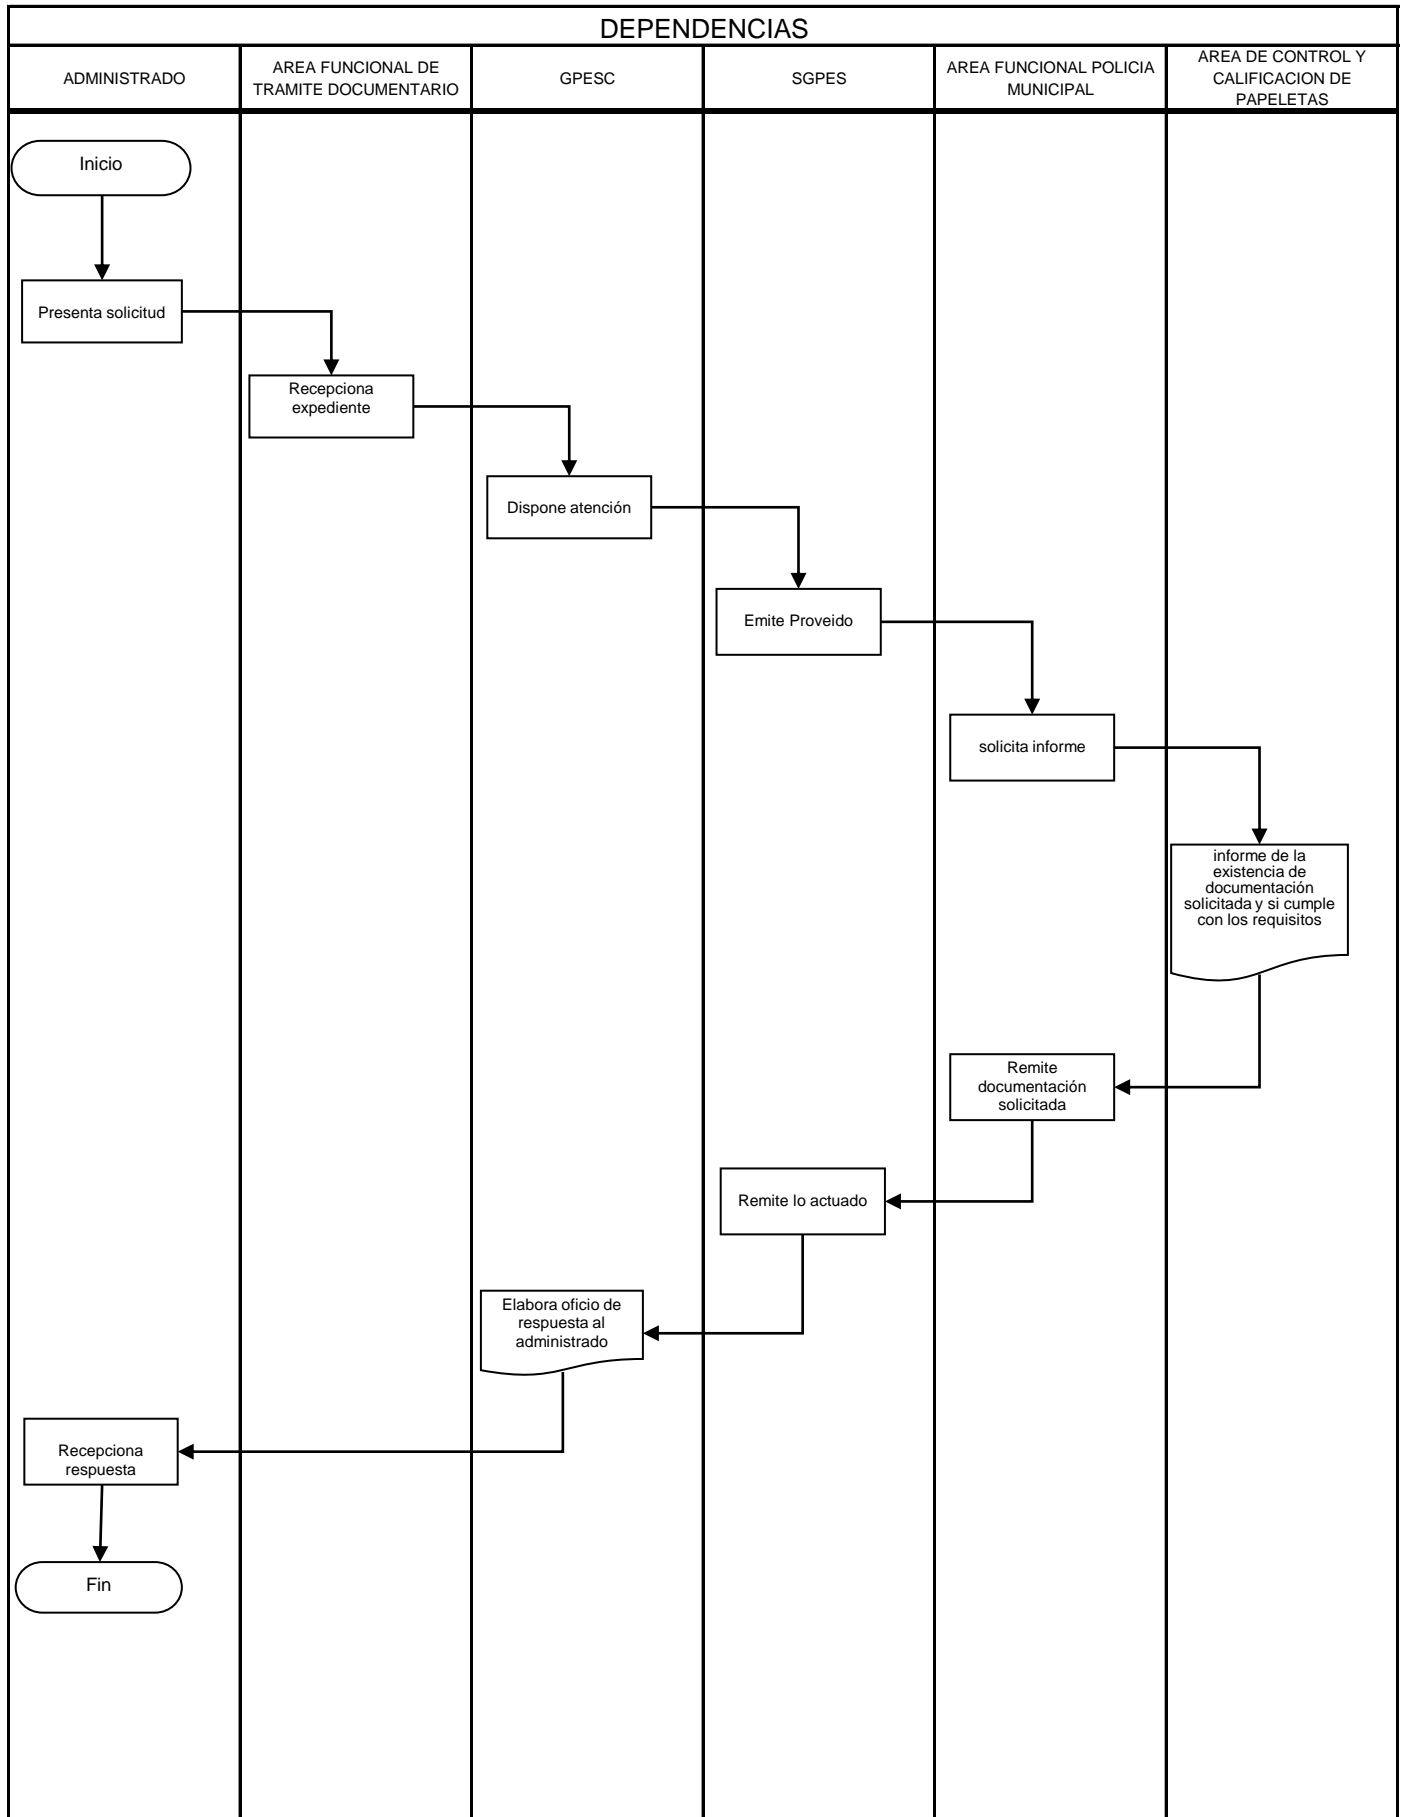 DEPENDENCIAS
ADMINISTRADO
AREA FUNCIONAL DE
TRAMITE DOCUMENTARIO
GPESC
SGPES
AREA FUNCIONAL POLICIA
MUNICIPAL
AREA DE CONTROL Y
CALIFICACION DE
PAPELETAS
Inicio
Presenta solicitud
Recepciona
expediente
Dispone atención
Emite Proveido
solicita informe
informe de la
existencia de
documentación
solicitada y si cumple
con los requisitos
Remite
documentación
solicitada
Remite lo actuado
Elabora oficio de
respuesta al
administrado
Recepciona
respuesta
Fin